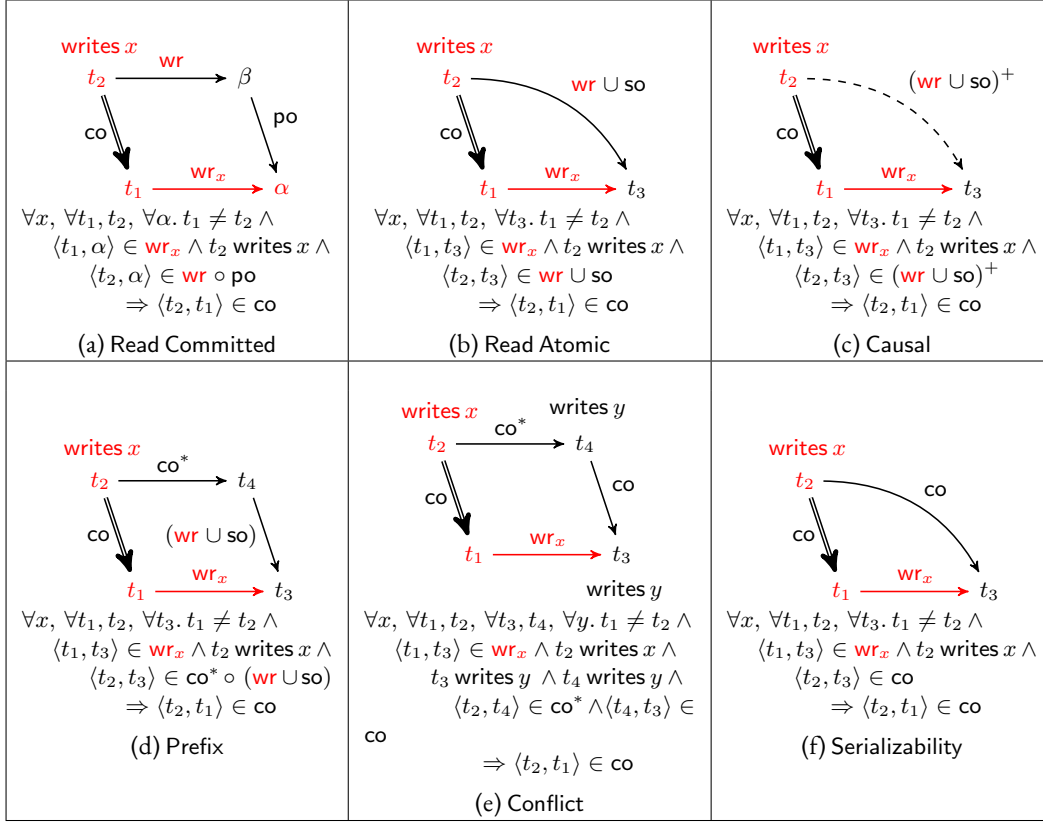 writes x
t₂ wr β
co po
t₁ wrₓ α
∀x, ∀t₁, t₂, ∀α. t₁ ≠ t₂ ∧
⟨t₁, α⟩ ∈ wrₓ ∧ t₂ writes x ∧
⟨t₂, α⟩ ∈ wr ∘ po
⇒ ⟨t₂, t₁⟩ ∈ co
(a) Read Committed
writes x
t₂ wr ∪ so
co
t₁ wrₓ t₃
∀x, ∀t₁, t₂, ∀t₃. t₁ ≠ t₂ ∧
⟨t₁, t₃⟩ ∈ wrₓ ∧ t₂ writes x ∧
⟨t₂, t₃⟩ ∈ wr ∪ so
⇒ ⟨t₂, t₁⟩ ∈ co
(b) Read Atomic
writes x
t₂ (wr ∪ so)⁺
co
t₁ wrₓ t₃
∀x, ∀t₁, t₂, ∀t₃. t₁ ≠ t₂ ∧
⟨t₁, t₃⟩ ∈ wrₓ ∧ t₂ writes x ∧
⟨t₂, t₃⟩ ∈ (wr ∪ so)⁺
⇒ ⟨t₂, t₁⟩ ∈ co
(c) Causal
writes x
t₂ co* t₄
co (wr ∪ so)
t₁ wrₓ t₃
∀x, ∀t₁, t₂, ∀t₃. t₁ ≠ t₂ ∧
⟨t₁, t₃⟩ ∈ wrₓ ∧ t₂ writes x ∧
⟨t₂, t₃⟩ ∈ co* ∘ (wr ∪ so)
⇒ ⟨t₂, t₁⟩ ∈ co
(d) Prefix
writes x writes y
t₂ co* t₄
co co
t₁ wrₓ t₃
writes y
∀x, ∀t₁, t₂, ∀t₃, t₄, ∀y. t₁ ≠ t₂ ∧
⟨t₁, t₃⟩ ∈ wrₓ ∧ t₂ writes x ∧
t₃ writes y ∧ t₄ writes y ∧
⟨t₂, t₄⟩ ∈ co* ∧ ⟨t₄, t₃⟩ ∈
co
⇒ ⟨t₂, t₁⟩ ∈ co
(e) Conflict
writes x
t₂ co
co
t₁ wrₓ t₃
∀x, ∀t₁, t₂, ∀t₃. t₁ ≠ t₂ ∧
⟨t₁, t₃⟩ ∈ wrₓ ∧ t₂ writes x ∧
⟨t₂, t₃⟩ ∈ co
⇒ ⟨t₂, t₁⟩ ∈ co
(f) Serializability